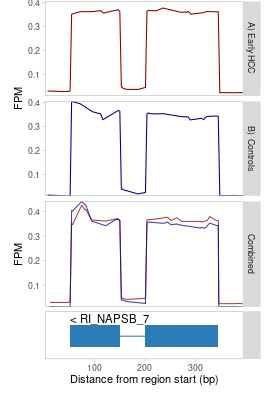 0.4
0.3
0.2
0.1
A) Early HCC
FPM
0.4
0.3
0.2
0.1
B) Controls
0.4
0.3
0.2
0.1
Combined
FPM
< RI_NAPSB_7
100 200 300
Distance from region start (bp)